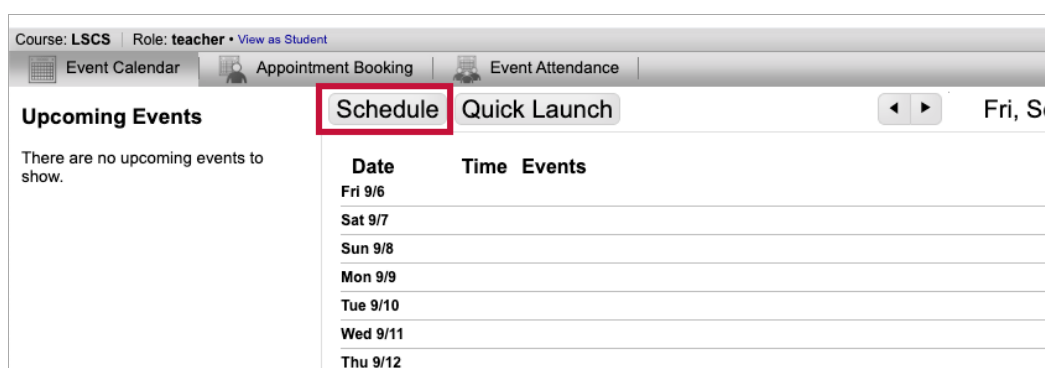 Course: LSCS Role: teacher • View as Student
Event Calendar Appointment Booking Event Attendance
Upcoming Events
There are no upcoming events to
show.
Schedule Quick Launch Fri,
Date Time Events
Fri 9/6
Sat 9/7
Sun 9/8
Mon 9/9
Tue 9/10
Wed 9/11
Thu 9/12